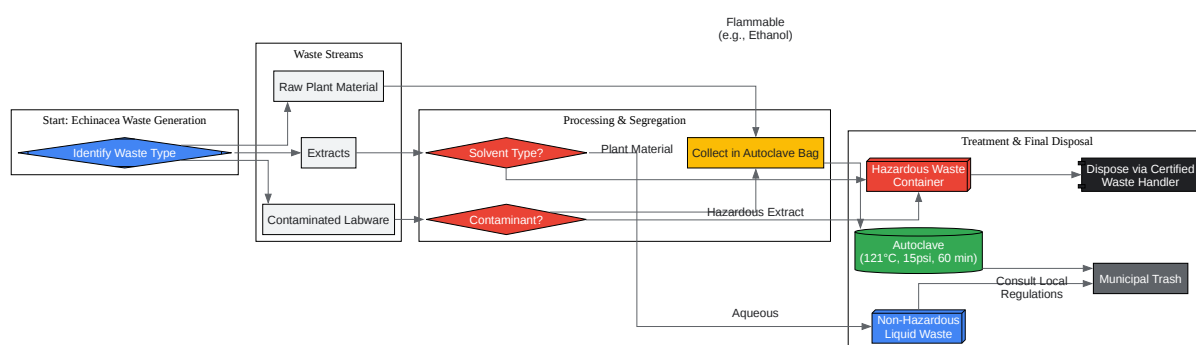 Flammable
(e.g., Ethanol)
Waste Streams
Raw Plant Material
Start: Echinacea Waste Generation
Processing & Segregation
Identify Waste Type
Extracts
Solvent Type?
Plant Material
Collect in Autoclave Bag
Treatment & Final Disposal
Hazardous Waste
Container
Dispose via Certified
Waste Handler
Contaminated Labware
Contaminant?
Hazardous Extract
Autoclave
(121°C, 15psi, 60 min)
Municipal Trash
Consult Local
Regulations
Aqueous
Non-Hazardous
Liquid Waste